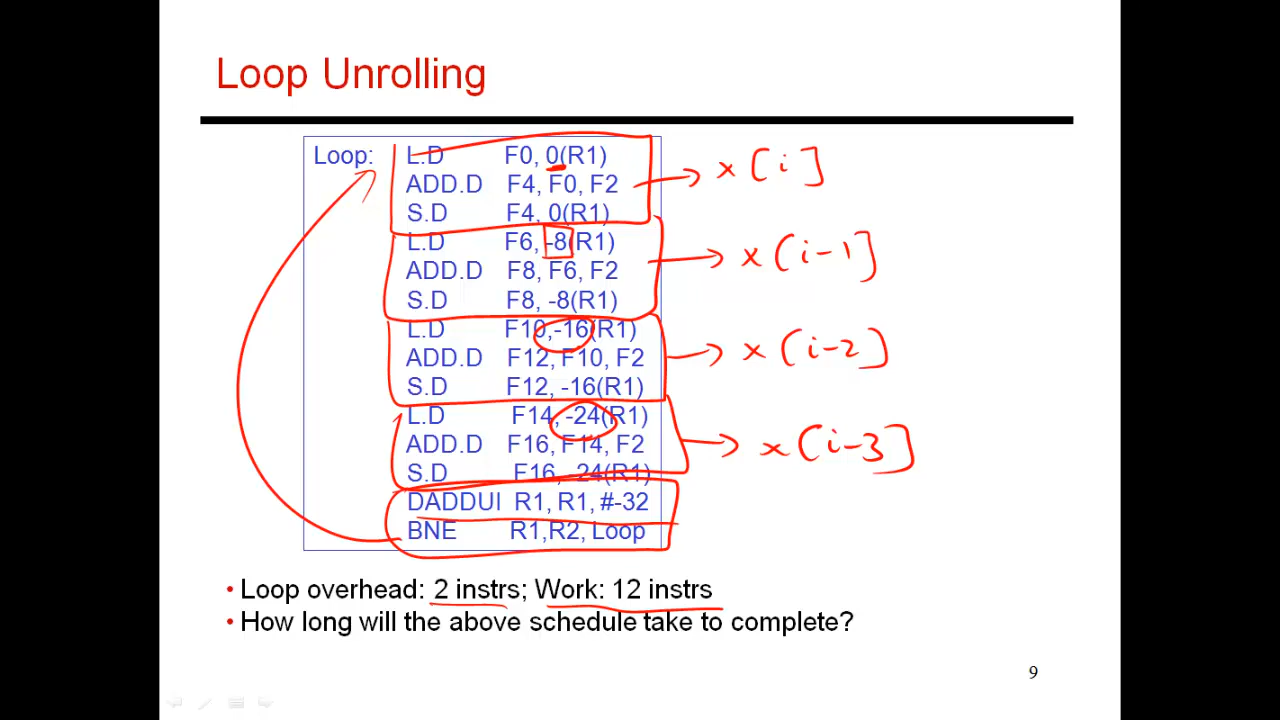 Loop Unrolling
Loop: L.D F0, 0(R1)
ADD.D F4, F0, F2
S.D F4, 0(R1)
L.D F6, -8(R1)
ADD.D F8, F6, F2
S.D F8, -8(R1)
L.D F10,-16(R1)
ADD.D F12, F10, F2
S.D F12, -16(R1)
L.D F14, -24(R1)
ADD.D F16, F14, F2
S.D F16, -24(R1)
DADDUI R1, R1, #-32
BNE R1,R2, Loop
x[i]
x[i-1]
x[i-2]
x[i-3]
• Loop overhead: 2 instrs; Work: 12 instrs
• How long will the above schedule take to complete?
9